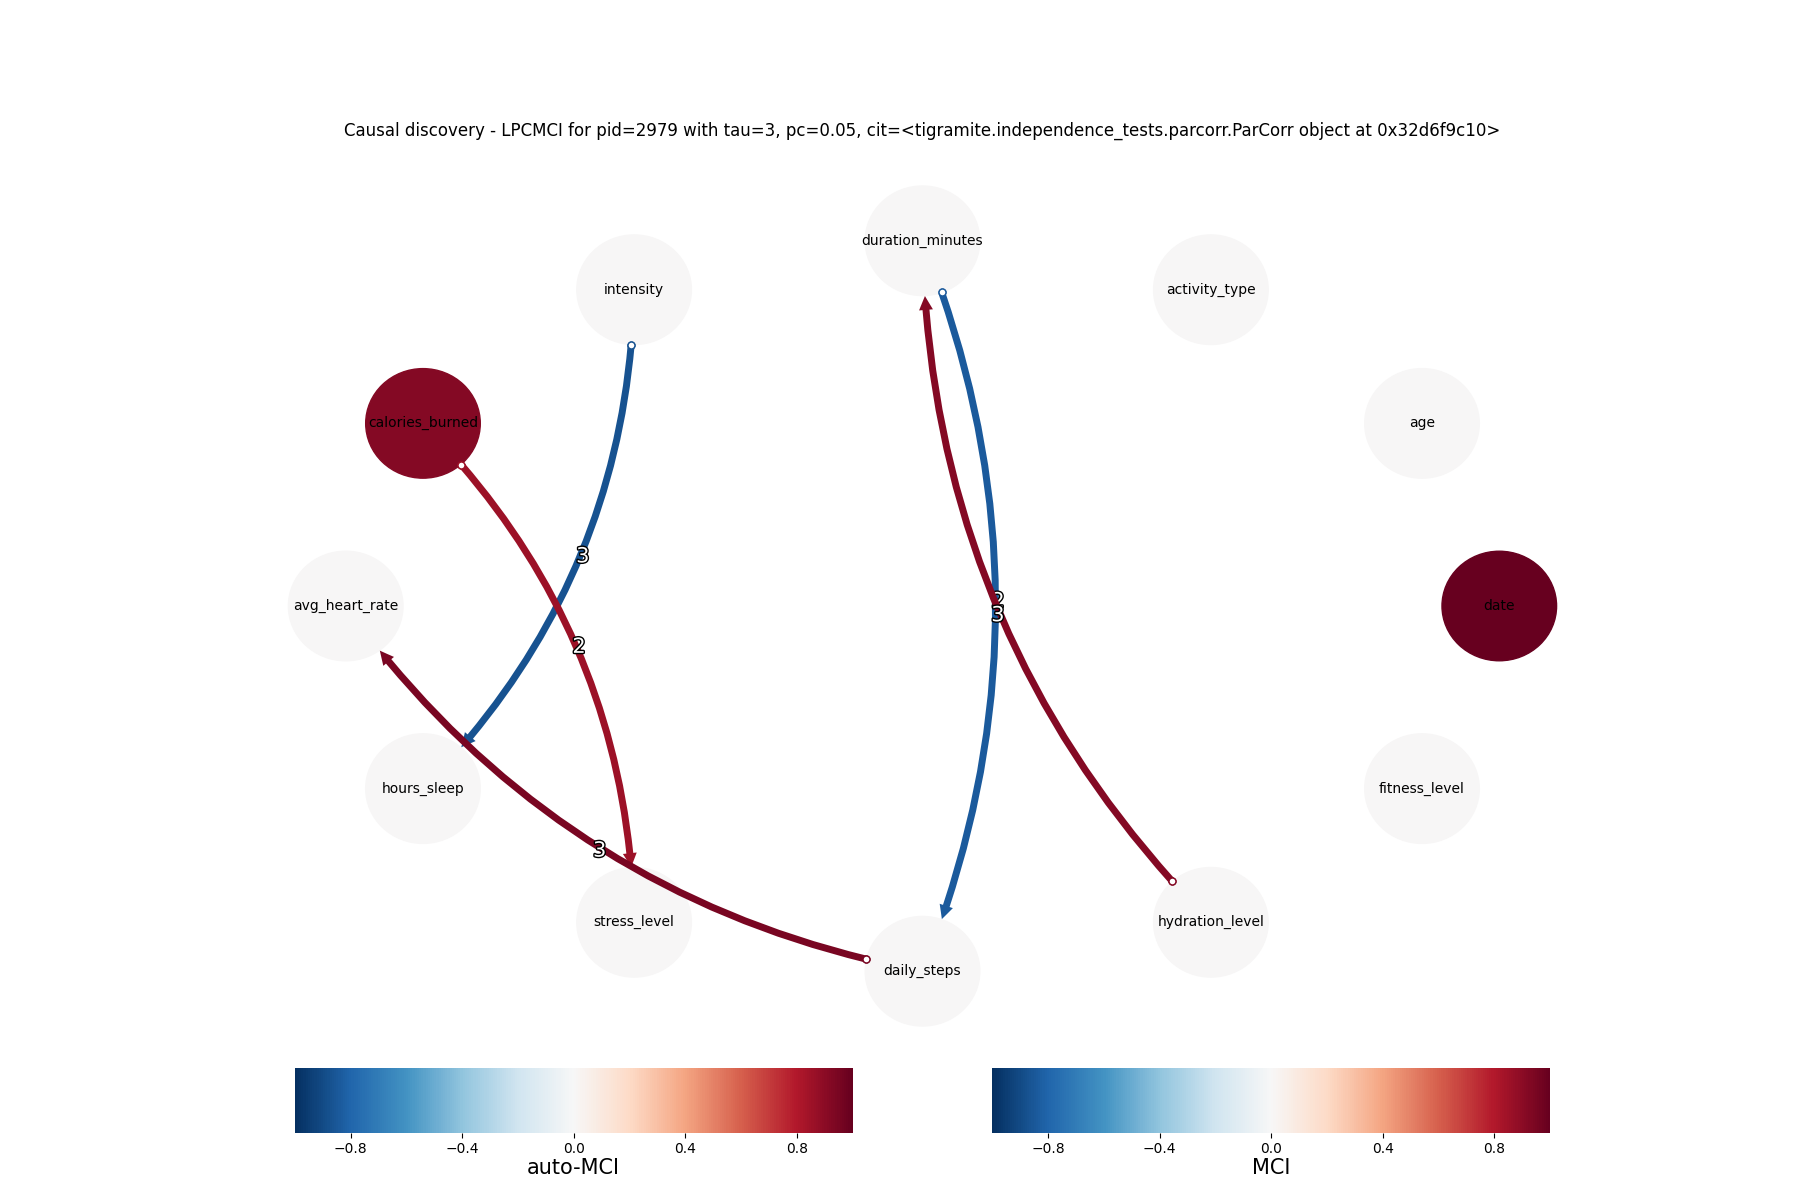 Causal discovery - LPCMCI for pid=2979 with tau=3, pc=0.05, cit=<tigramite.independence_tests.parcorr.ParCorr object at 0x32d6f9c10>
duration_minutes
intensity
activity_type
calories_burned
age
3
avg_heart_rate
2
3
date
2
hours_sleep
fitness_level
3
stress_level
hydration_level
daily_steps
−0.8 −0.4 0.0 0.4 0.8
auto-MCI
−0.8 −0.4 0.0 0.4 0.8
MCI